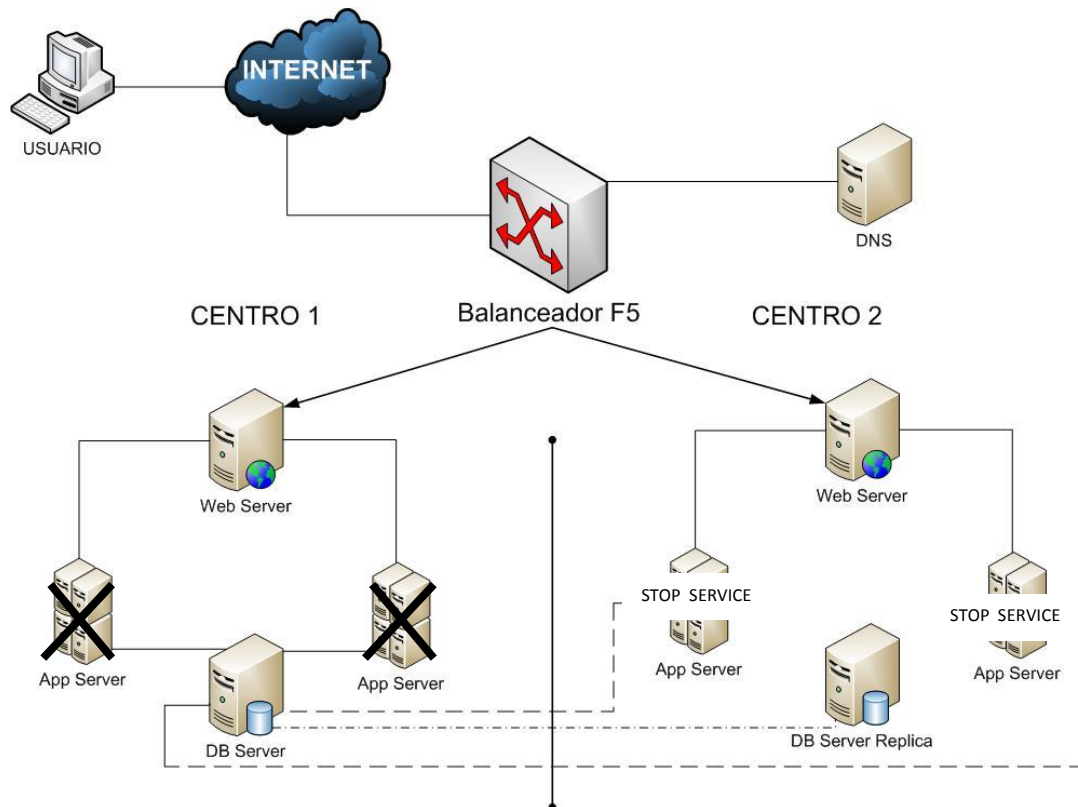 INTERNET
USUARIO
DNS
CENTRO 1
Balanceador F5
CENTRO 2
Web Server
Web Server
STOP SERVICE
STOP SERVICE
App Server
App Server
App Server
App Server
DB Server
DB Server Replica